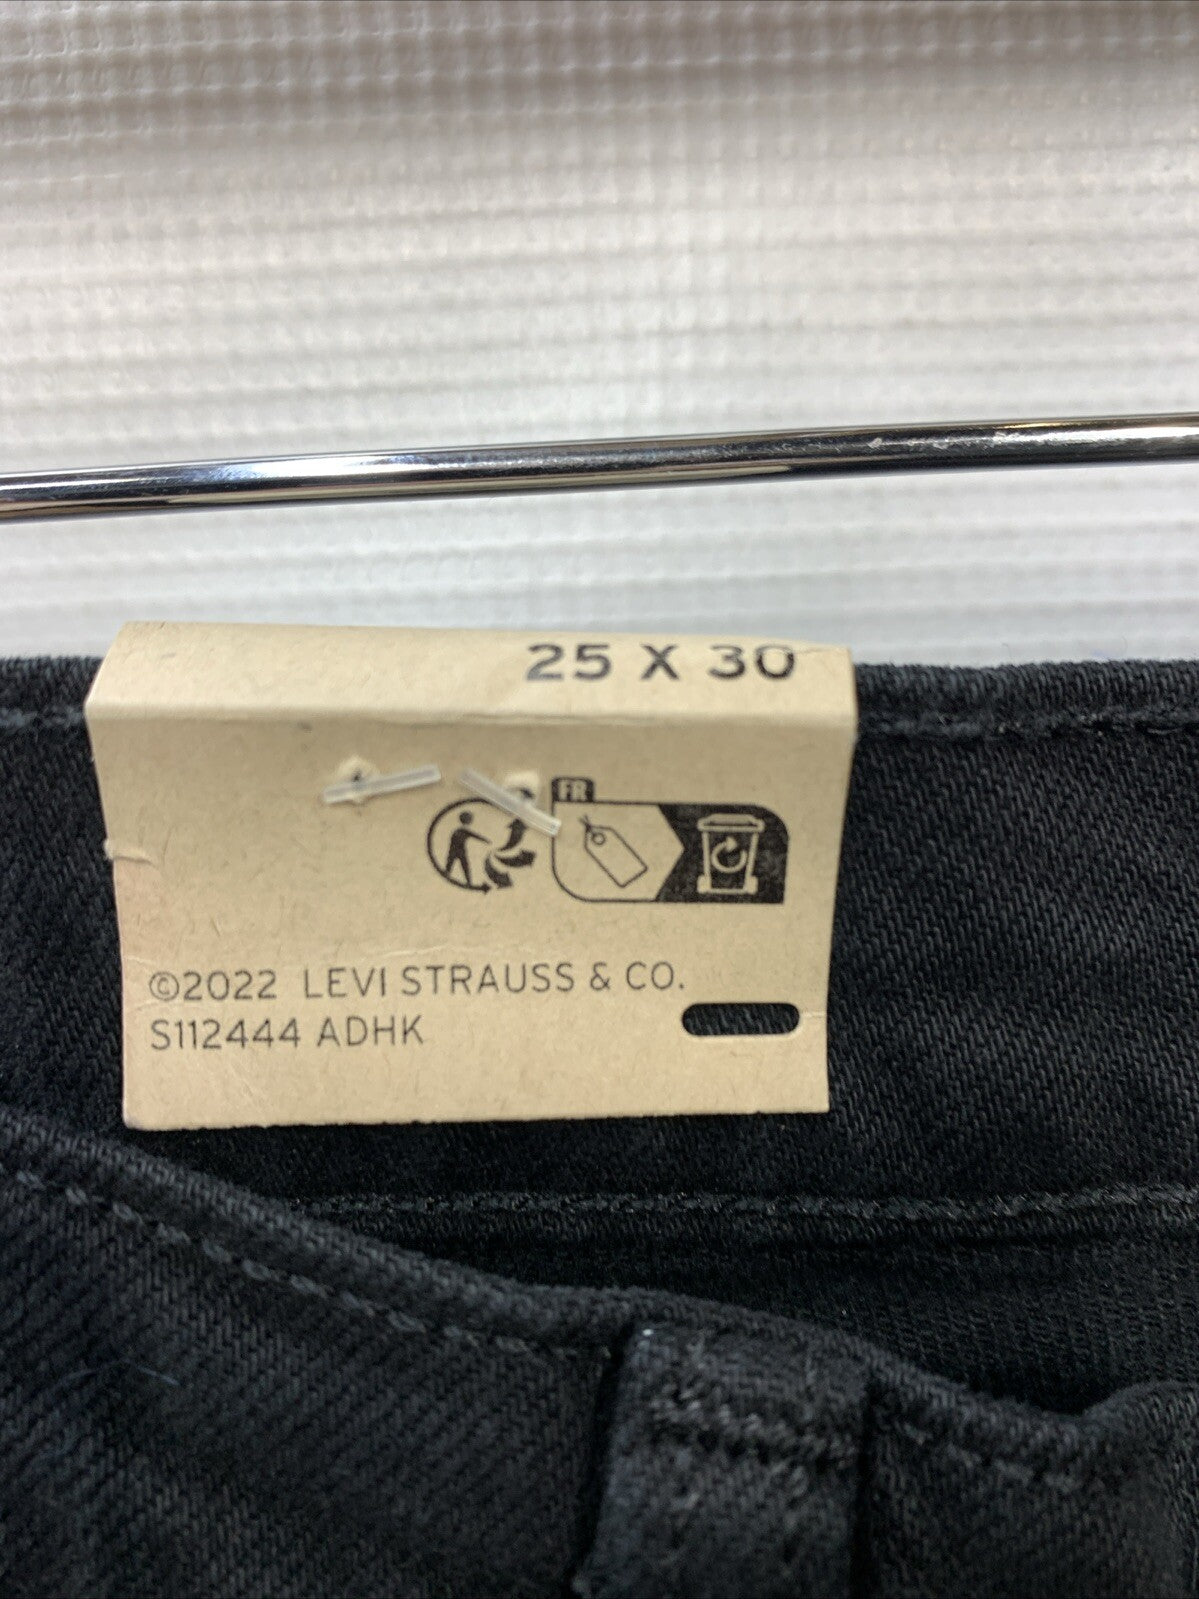 25 X 30
FR
©2022 LEVI STRAUSS & CO.
S112444 ADHK